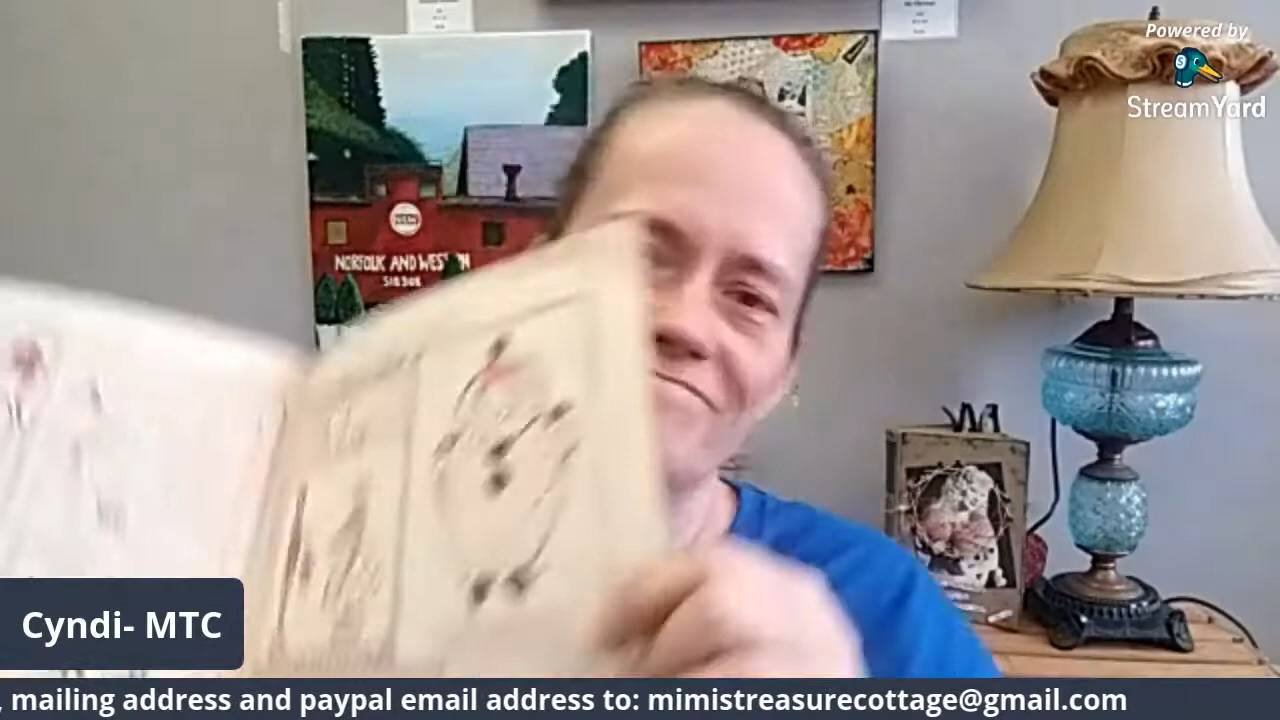 Powered by
StreamYard
NORFOLK AND WESTERN
Cyndi- MTC
, mailing address and paypal email address to: mimistreasurecottage@gmail.com